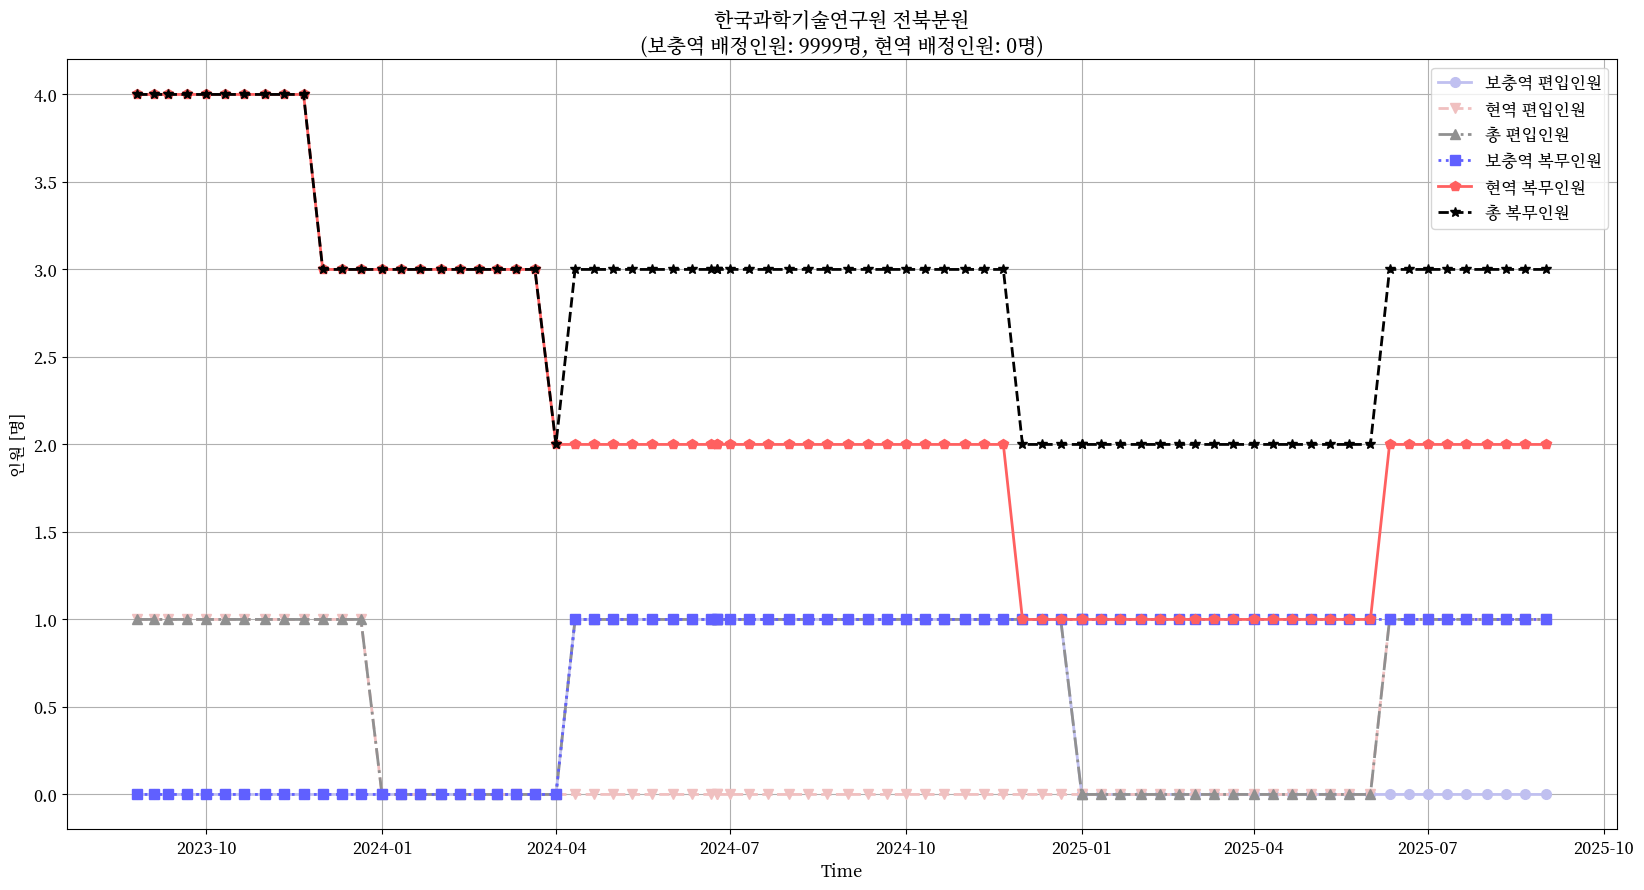 한국과학기술연구원 전북분원
(보충역 배정인원: 9999명, 현역 배정인원: 0명)
보충역 편입인원
현역 편입인원
총 편입인원
보충역 복무인원
현역 복무인원
총 복무인원
인원 [명]
4.0
3.5
3.0
2.5
2.0
1.5
1.0
0.5
0.0
2023-10
2024-01
2024-04
2024-07
2024-10
2025-01
2025-04
2025-07
2025-10
Time